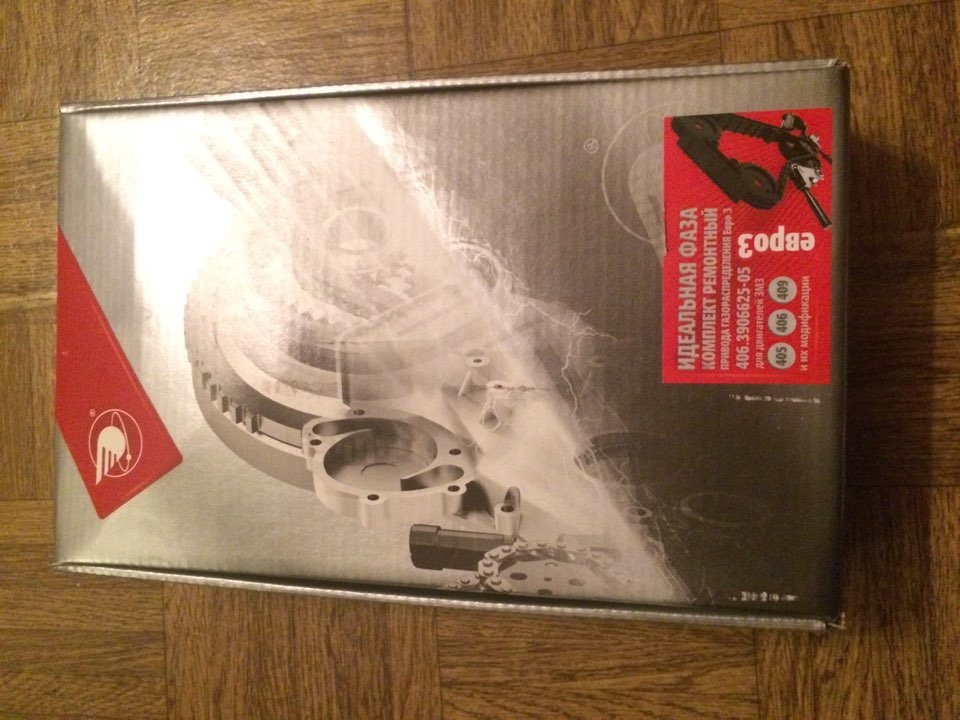 ®
®
ИДЕАЛЬНАЯ ФАЗА
КОМПЛЕКТ РЕМОНТНЫЙ
ПРИВОДА ГАЗОРАСПРЕДЕЛЕНИЯ Евро 3
406.3906625-05
для двигателей ЗМЗ
405 406 409
и их модификации
евро3